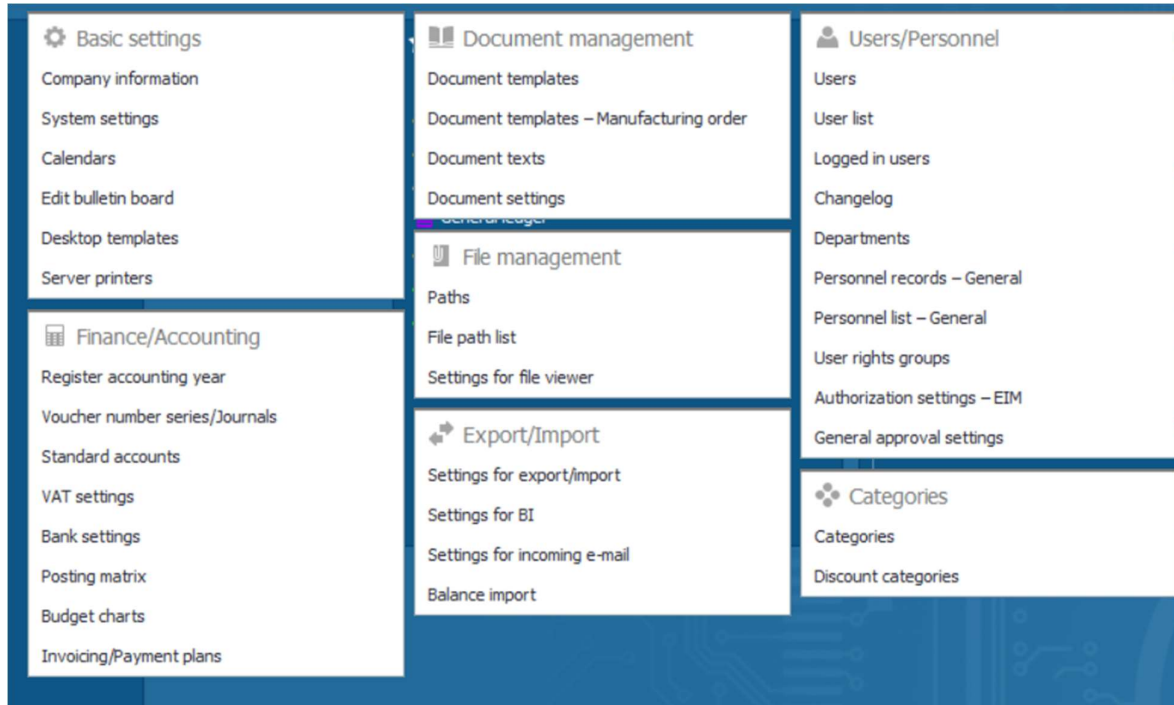 Basic settings
Company information
System settings
Calendars
Edit bulletin board
Desktop templates
Server printers
Finance/Accounting
Register accounting year
Voucher number series/Journals
Standard accounts
VAT settings
Bank settings
Posting matrix
Budget charts
Invoicing/Payment plans
Document management
Document templates
Document templates – Manufacturing order
Document texts
Document settings
General ledger
File management
Paths
File path list
Settings for file viewer
Export/Import
Settings for export/import
Settings for BI
Settings for incoming e-mail
Balance import
Users/Personnel
Users
User list
Logged in users
Changelog
Departments
Personnel records – General
Personnel list – General
User rights groups
Authorization settings – EIM
General approval settings
Categories
Categories
Discount categories